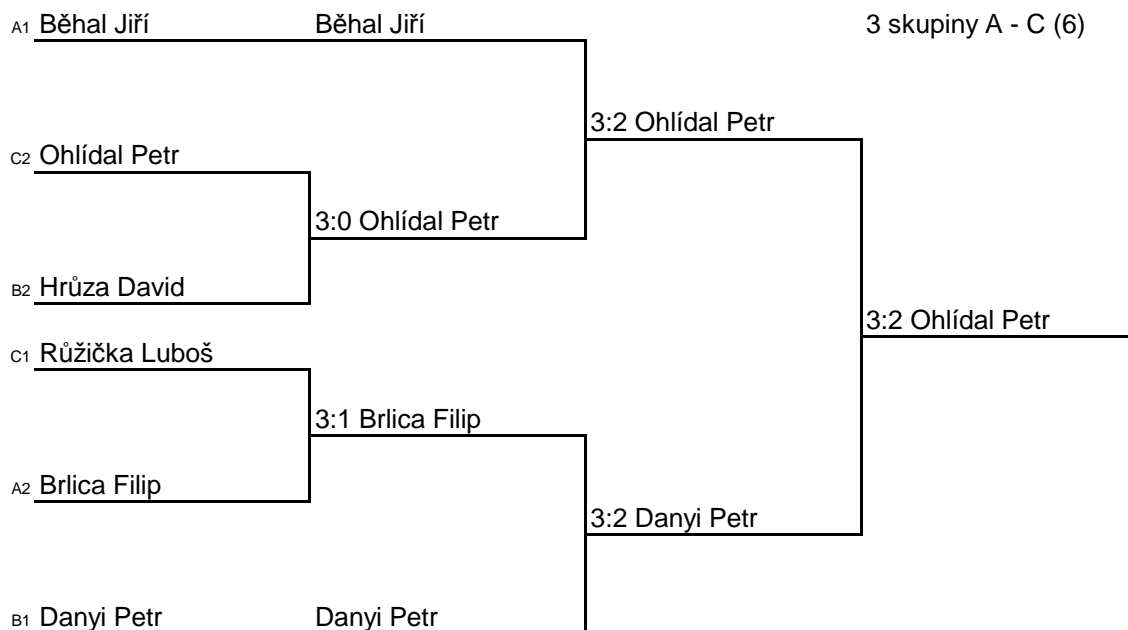 A1 Běhal Jiří Běhal Jiří 3 skupiny A - C (6)
3:2 Ohlídal Petr
C2 Ohlídal Petr
3:0 Ohlídal Petr
B2 Hrůza David
3:2 Ohlídal Petr
C1 Růžička Luboš
3:1 Brlica Filip
A2 Brlica Filip
3:2 Danyi Petr
B1 Danyi Petr Danyi Petr